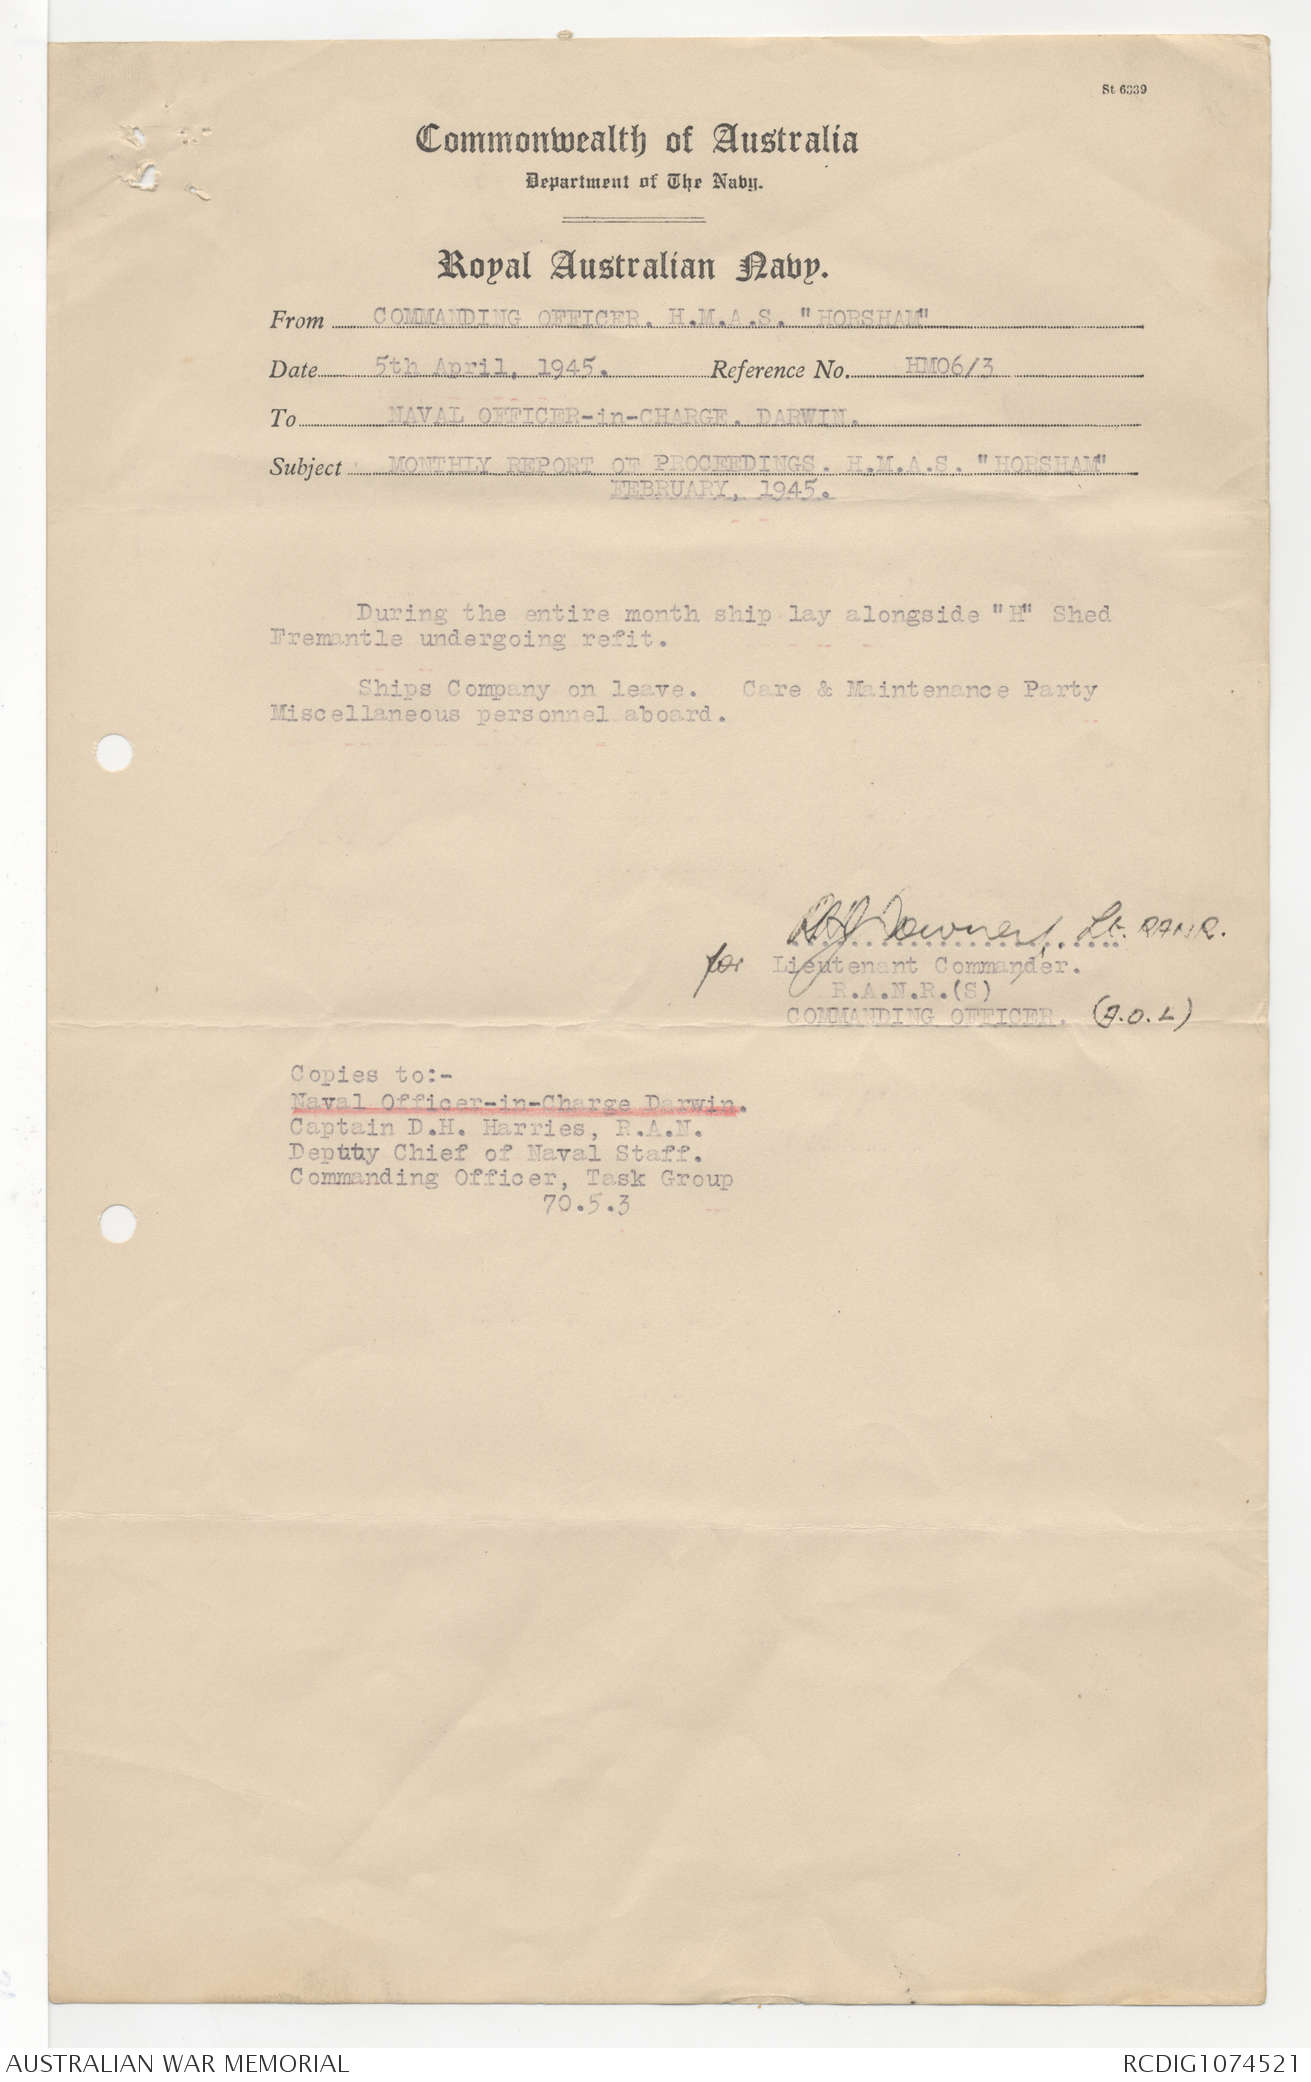 St 6339
Commonwealth of Australia
Department of The Navy.
Royal Australian Navy.
From COMMANDING OFFICER. H.M.A.S. "HORSHAM"
Date 5th April, 1945. Reference No. HM06/3
To NAVAL OFFICER-in-CHARGE. DARWIN.
Subject MONTHLY REPORT OF PROCEEDINGS. H.M.A.S. "HORSHAM"
FEBRUARY, 1945.
During the entire month ship lay alongside "H" Shed
Fremantle undergoing refit.
Ships Company on leave. Care & Maintenance Party
Miscellaneous personnel aboard.
Lt. RANR.
for Lieutenant Commander.
R.A.N.R.(S)
COMMANDING OFFICER. (A.O.L)
Copies to:-
Naval Officer-in-Charge Darwin.
Captain D.H. Harries, R.A.N.
Deputy Chief of Naval Staff.
Commanding Officer, Task Group
70.5.3
AUSTRALIAN WAR MEMORIAL
RCDIG1074521